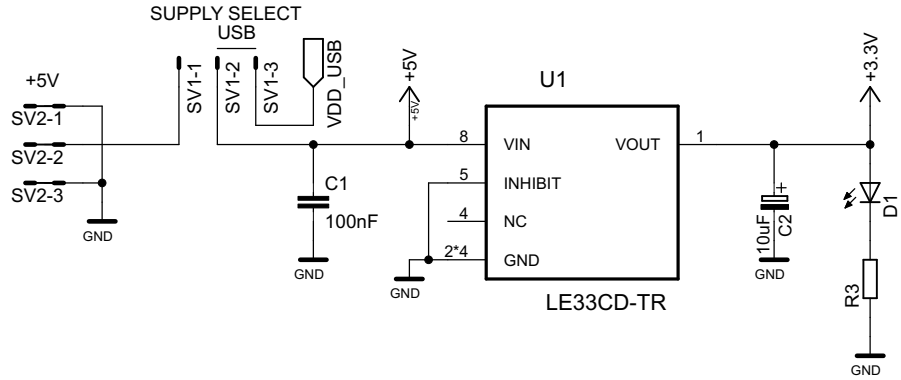 SUPPLY SELECT
USB
+5V
SV2-1
SV2-2
SV2-3
GND
SV1-1
SV1-2
SV1-3
VDD_USB
C1
100nF
GND
+5V
+5V
U1
8
VIN
5
INHIBIT
4
NC
2*4
GND
VOUT
1
LE33CD-TR
GND
+3.3V
+
10uF
C2
GND
D1
R3
GND